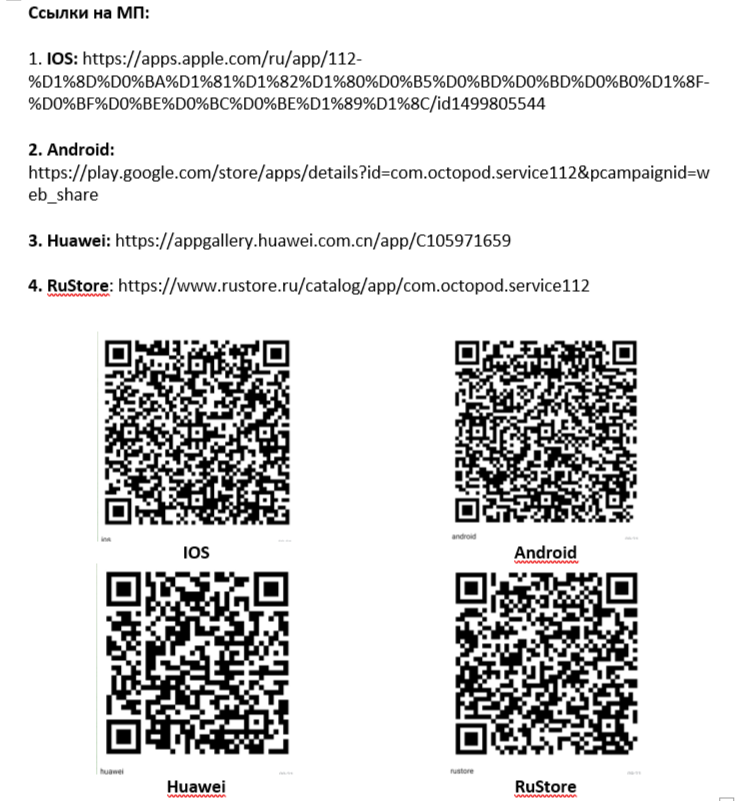 Ссылки на МП:
1. IOS: https://apps.apple.com/ru/app/112-
%D1%8D%D0%BA%D1%81%D1%82%D1%80%D0%B5%D0%BD%D0%BD%D0%B0%D1%8F-
%D0%BF%D0%BE%D0%BC%D0%BE%D1%89%D1%8C/id1499805544
2. Android:
https://play.google.com/store/apps/details?id=com.octopod.service112&pcampaignid=w
eb_share
3. Huawei: https://appgallery.huawei.com.cn/app/C105971659
4. RuStore: https://www.rustore.ru/catalog/app/com.octopod.service112
android
IOS
Android
huawei
rustore
Huawei
RuStore